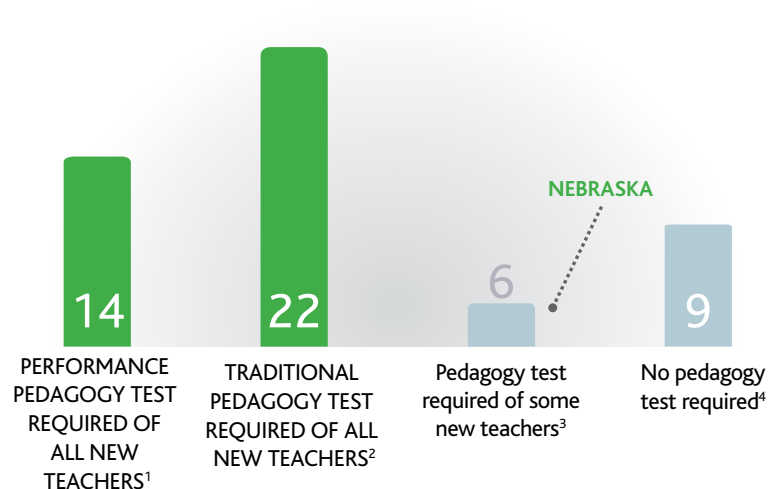 NEBRASKA
14
22
6
9
PERFORMANCE
PEDAGOGY TEST
REQUIRED OF
ALL NEW
TEACHERS¹
TRADITIONAL
PEDAGOGY TEST
REQUIRED OF ALL
NEW TEACHERS²
Pedagogy test
required of some
new teachers³
No pedagogy
test required⁴